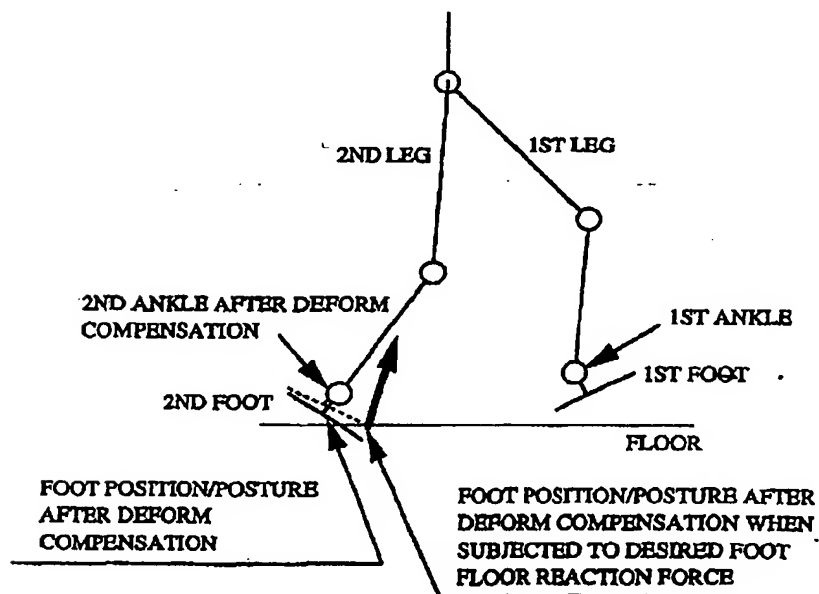 2ND LEG
1ST LEG
2ND ANKLE AFTER DEFORM
COMPENSATION
1ST ANKLE
2ND FOOT
1ST FOOT
FLOOR
FOOT POSITION/POSTURE
AFTER DEFORM
COMPENSATION
FOOT POSITION/POSTURE AFTER
DEFORM COMPENSATION WHEN
SUBJECTED TO DESIRED FOOT
FLOOR REACTION FORCE